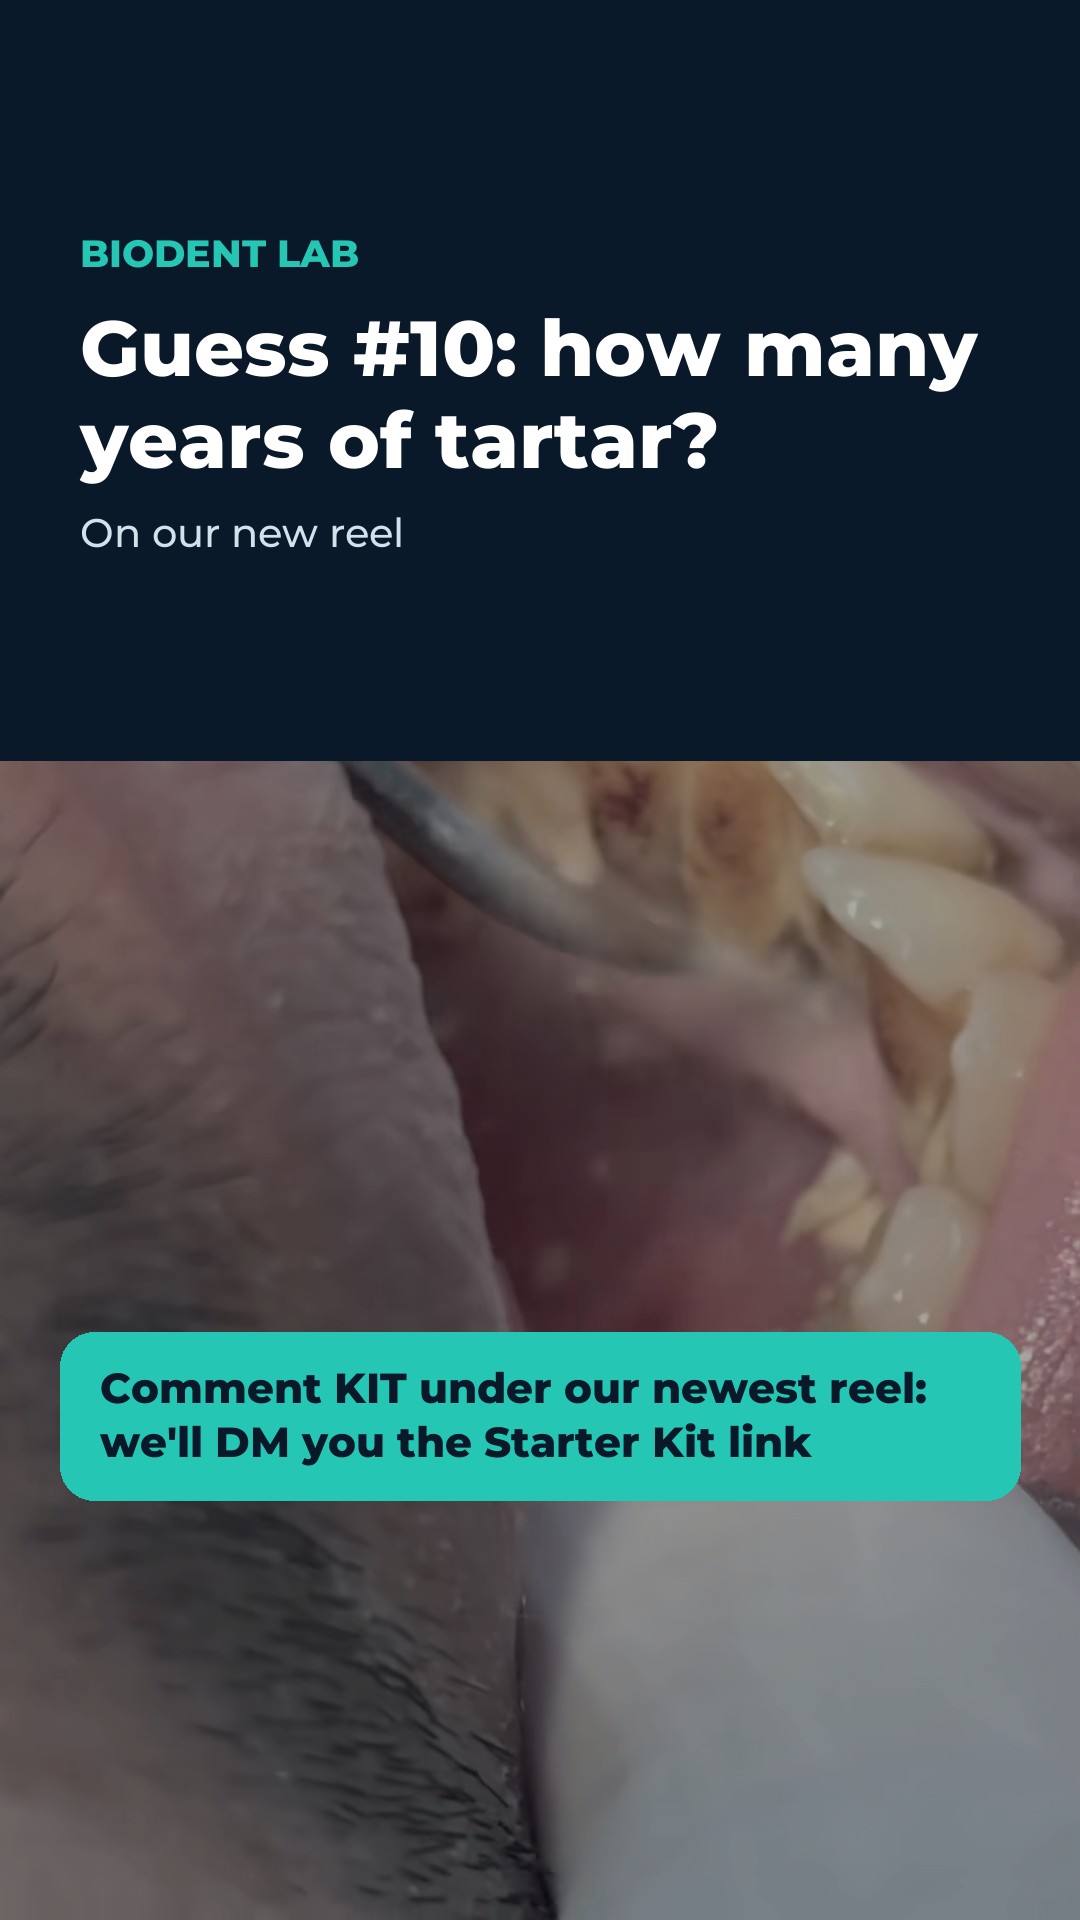 BIODENT LAB
Guess #10: how many
years of tartar?
On our new reel
Comment KIT under our newest reel:
we'll DM you the Starter Kit link